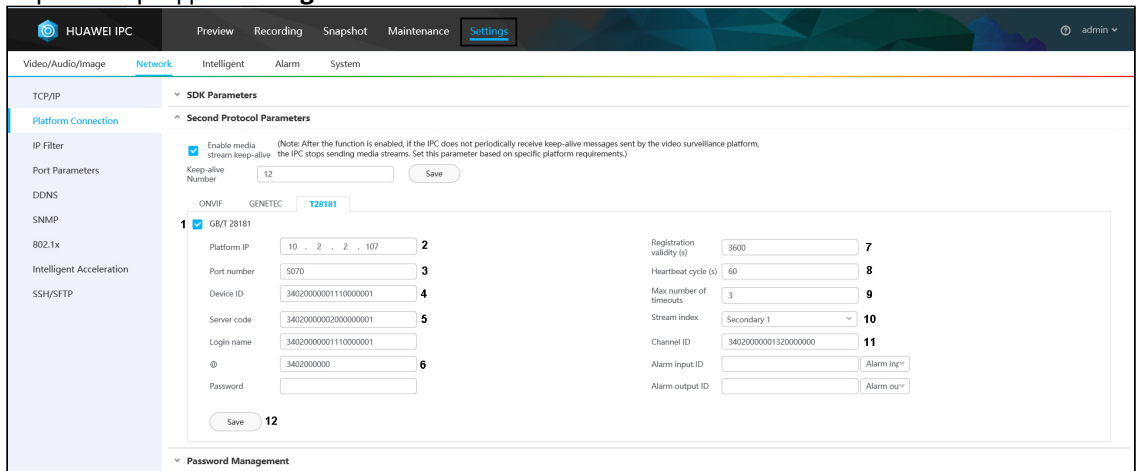 HUAWEI IPC Preview Recording Snapshot Maintenance Settings admin
Video/Audio/Image Network Intelligent Alarm System
TCP/IP
Platform Connection
IP Filter
Port Parameters
DDNS
SNMP
802.1x
Intelligent Acceleration
SSH/SFTP
SDK Parameters
Second Protocol Parameters
Enable media stream keep-alive
(Note: After the function is enabled, if the IPC does not periodically receive keep-alive messages sent by the video surveillance platform,
the IPC stops sending media streams. Set this parameter based on specific platform requirements.)
Keep-alive Number 12 Save
ONVIF GENETEC T28181
1 GB/T 28181
Platform IP 10 . 2 . 2 . 107 2
Registration validity (s) 3600 7
Port number 5070 3
Heartbeat cycle (s) 60 8
Device ID 34020000001110000001 4
Max number of timeouts 3 9
Server code 34020000002000000001 5
Stream index Secondary 1 10
Login name 34020000001110000001
Channel ID 34020000001320000000 11
@ 3402000000 6
Alarm input ID Alarm inp
Password
Alarm output ID Alarm ou
Save 12
Password Management